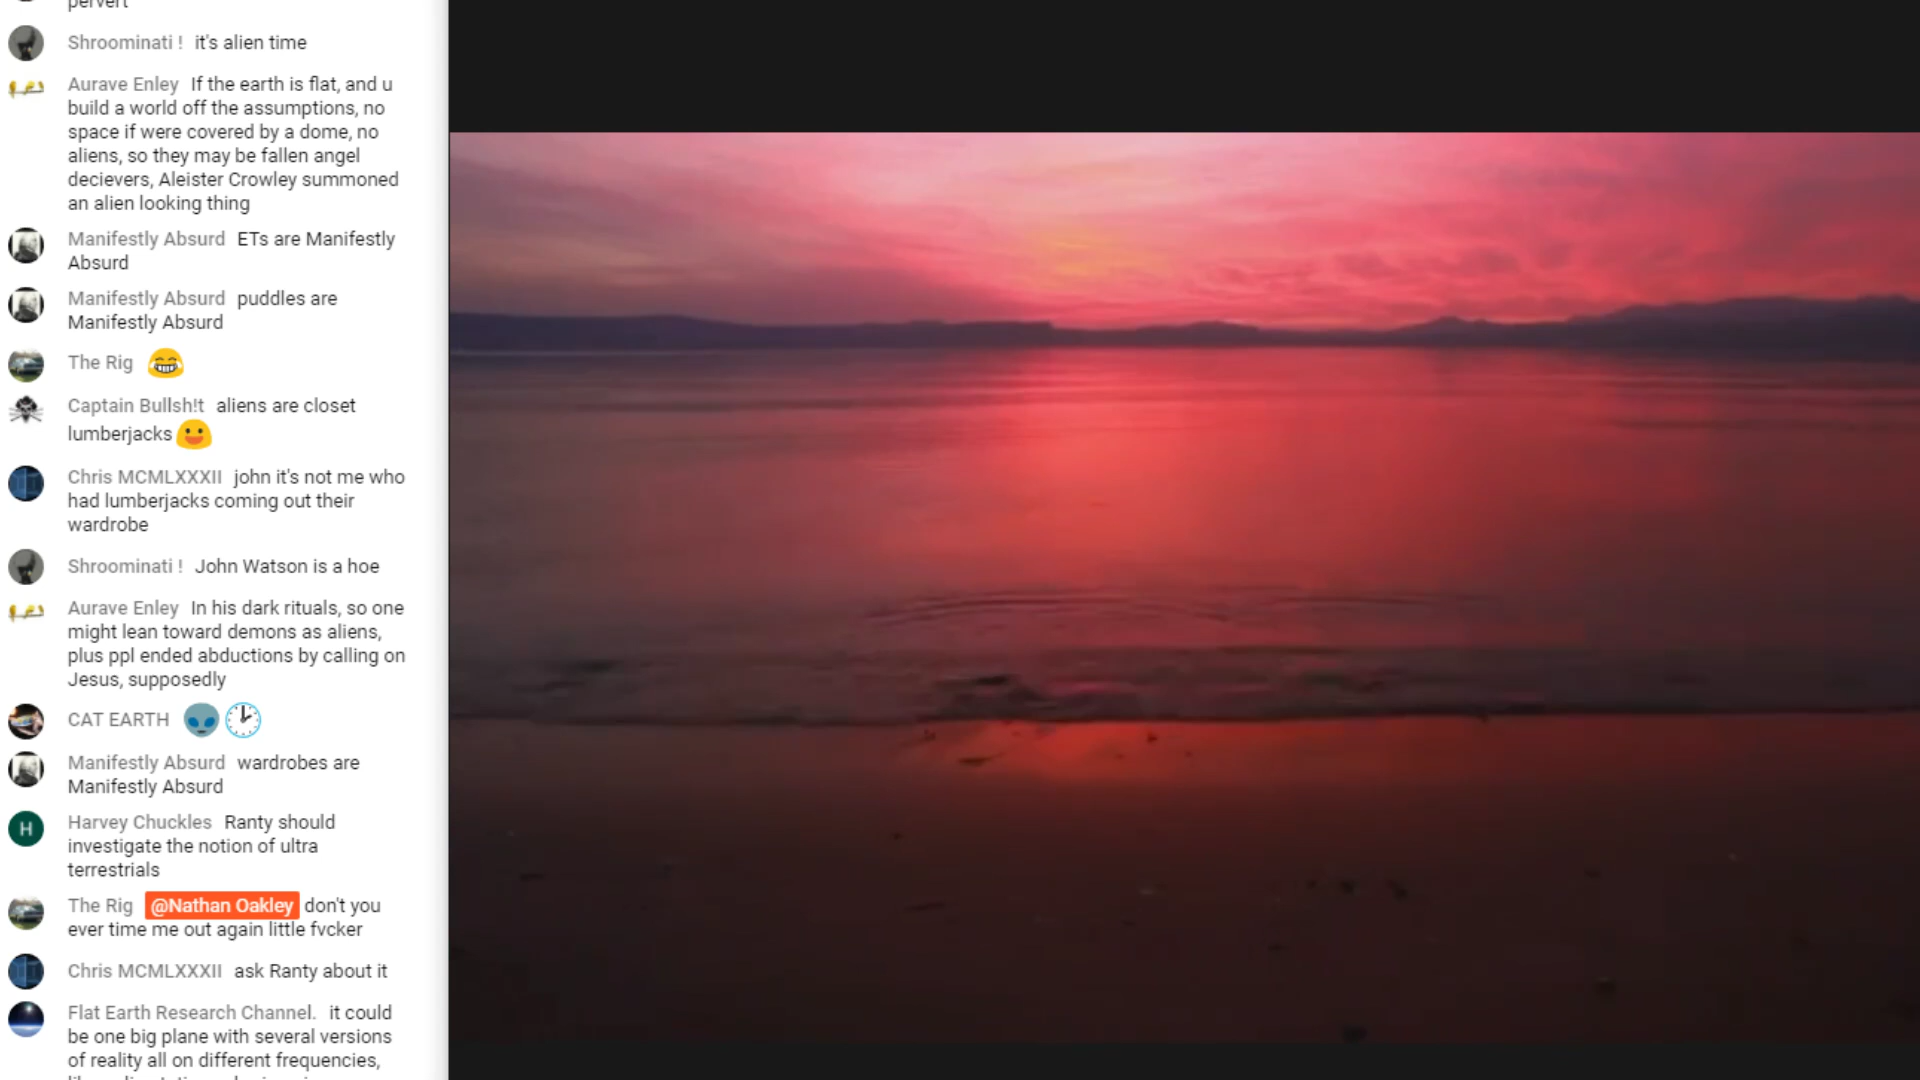 pervert
Shroominati ! it's alien time
Aurave Enley If the earth is flat, and u
build a world off the assumptions, no
space if were covered by a dome, no
aliens, so they may be fallen angel
decievers, Aleister Crowley summoned
an alien looking thing
Manifestly Absurd ETs are Manifestly
Absurd
Manifestly Absurd puddles are
Manifestly Absurd
The Rig 😂
Captain Bullsh!t aliens are closet
lumberjacks 😃
Chris MCMLXXXII john it's not me who
had lumberjacks coming out their
wardrobe
Shroominati ! John Watson is a hoe
Aurave Enley In his dark rituals, so one
might lean toward demons as aliens,
plus ppl ended abductions by calling on
Jesus, supposedly
CAT EARTH 👽🕑
Manifestly Absurd wardrobes are
Manifestly Absurd
H
Harvey Chuckles Ranty should
investigate the notion of ultra
terrestrials
The Rig @Nathan Oakley don't you
ever time me out again little fvcker
Chris MCMLXXXII ask Ranty about it
Flat Earth Research Channel. it could
be one big plane with several versions
of reality all on different frequencies,